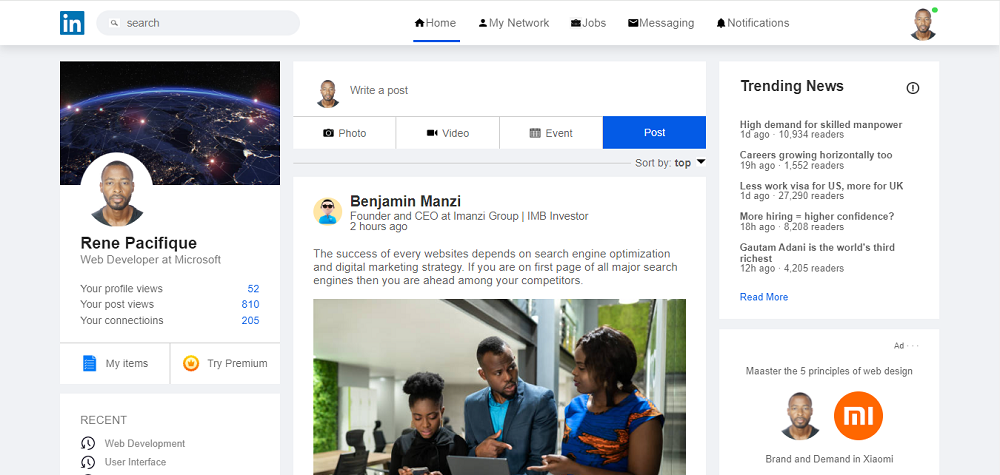 in
search
Home
My Network
Jobs
Messaging
Notifications
Rene Pacifique
Web Developer at Microsoft
Your profile views 52
Your post views 810
Your connectioins 205
My items
Try Premium
RECENT
Web Development
User Interface
Write a post
Photo
Video
Event
Post
Sort by: top
Benjamin Manzi
Founder and CEO at Imanzi Group | IMB Investor
2 hours ago
The success of every websites depends on search engine optimization
and digital marketing strategy. If you are on first page of all major search
engines then you are ahead among your competitors.
Trending News
High demand for skilled manpower
1d ago · 10,934 readers
Careers growing horizontally too
19h ago · 1,552 readers
Less work visa for US, more for UK
1d ago · 27,290 readers
More hiring = higher confidence?
18h ago · 8,208 readers
Gautam Adani is the world's third
richest
12h ago · 4,205 readers
Read More
Ad · · ·
Maaster the 5 principles of web design
mi
Brand and Demand in Xiaomi